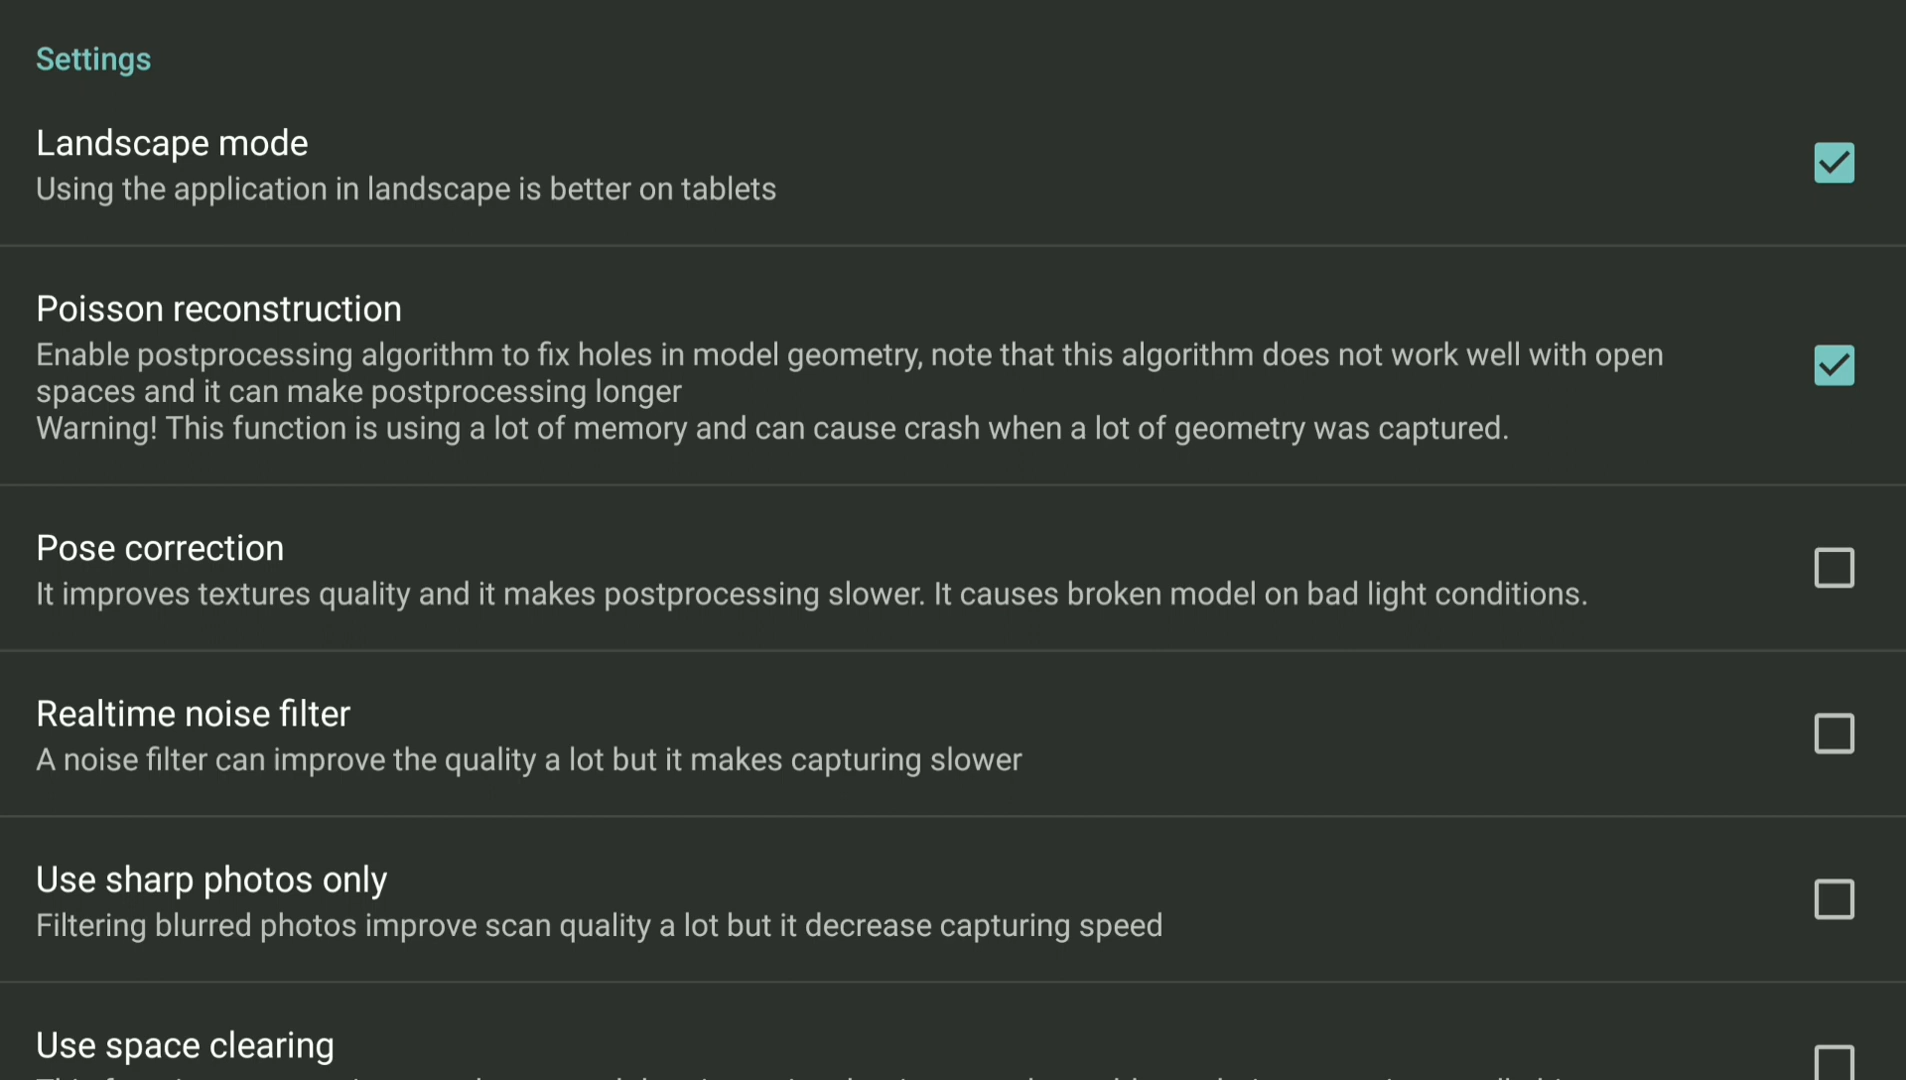 Settings
Landscape mode
Using the application in landscape is better on tablets
Poisson reconstruction
Enable postprocessing algorithm to fix holes in model geometry, note that this algorithm does not work well with open
spaces and it can make postprocessing longer
Warning! This function is using a lot of memory and can cause crash when a lot of geometry was captured.
Pose correction
It improves textures quality and it makes postprocessing slower. It causes broken model on bad light conditions.
Realtime noise filter
A noise filter can improve the quality a lot but it makes capturing slower
Use sharp photos only
Filtering blurred photos improve scan quality a lot but it decrease capturing speed
Use space clearing